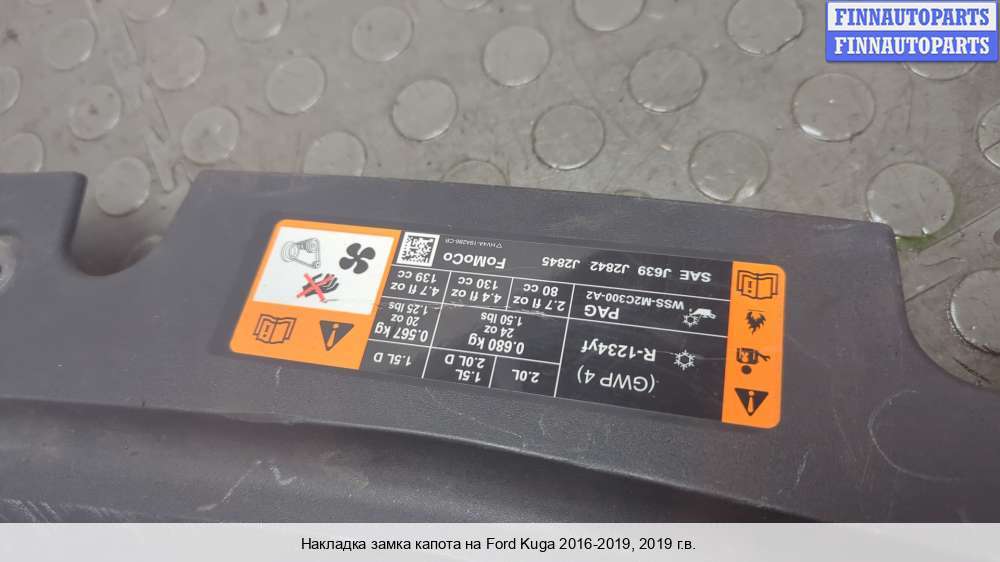 FINNAUTOPARTS
FINNAUTOPARTS
(GWP 4)
2.0L
1.5L
2.0L D
1.5L D
R-1234yf
0.680 kg
24 oz
1.50 lbs
0.567 kg
20 oz
1.25 lbs
PAG
WSS-M2C300-A2
2.7 fl oz
80 cc
4.4 fl oz
130 cc
4.7 fl oz
139 cc
SAE J639 J2842 J2845
FoMoCo
Накладка замка капота на Ford Kuga 2016-2019, 2019 г.в.